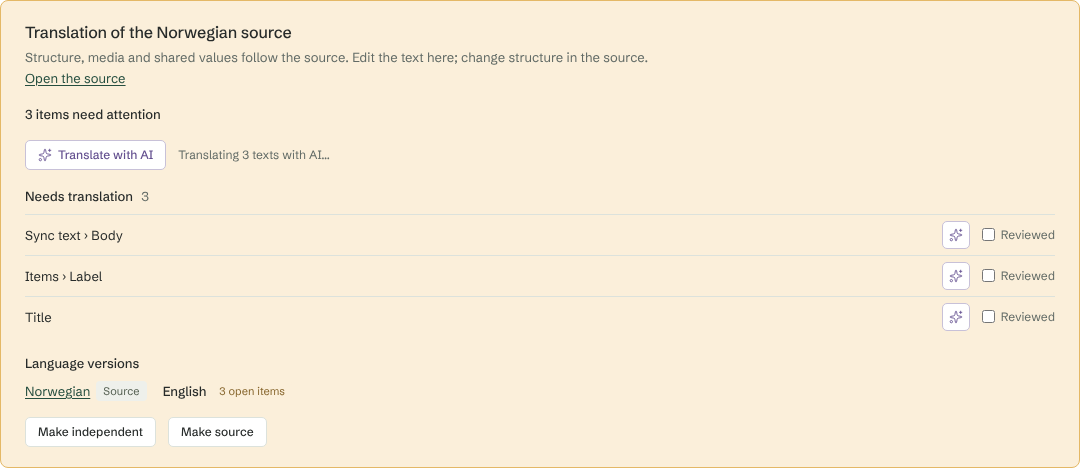 Translation of the Norwegian source
Structure, media and shared values follow the source. Edit the text here; change structure in the source.
Open the source
3 items need attention
Translate with AI Translating 3 texts with AI…
Needs translation 3
Sync text › Body Reviewed
Items › Label Reviewed
Title Reviewed
Language versions
Norwegian Source English 3 open items
Make independent Make source